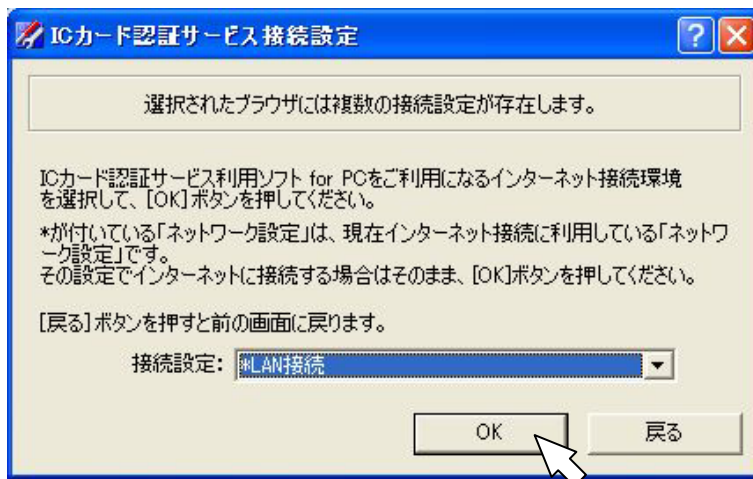 ICカード認証サービス接続設定
選択されたブラウザには複数の接続設定が存在します。
ICカード認証サービス利用ソフト for PCをご利用になるインターネット接続環境
を選択して、[OK]ボタンを押してください。
*が付いている「ネットワーク設定」は、現在インターネット接続に利用している「ネットワ
ーク設定」です。
その設定でインターネットに接続する場合はそのまま、[OK]ボタンを押してください。
[戻る]ボタンを押すと前の画面に戻ります。
接続設定: *LAN接続
OK 戻る